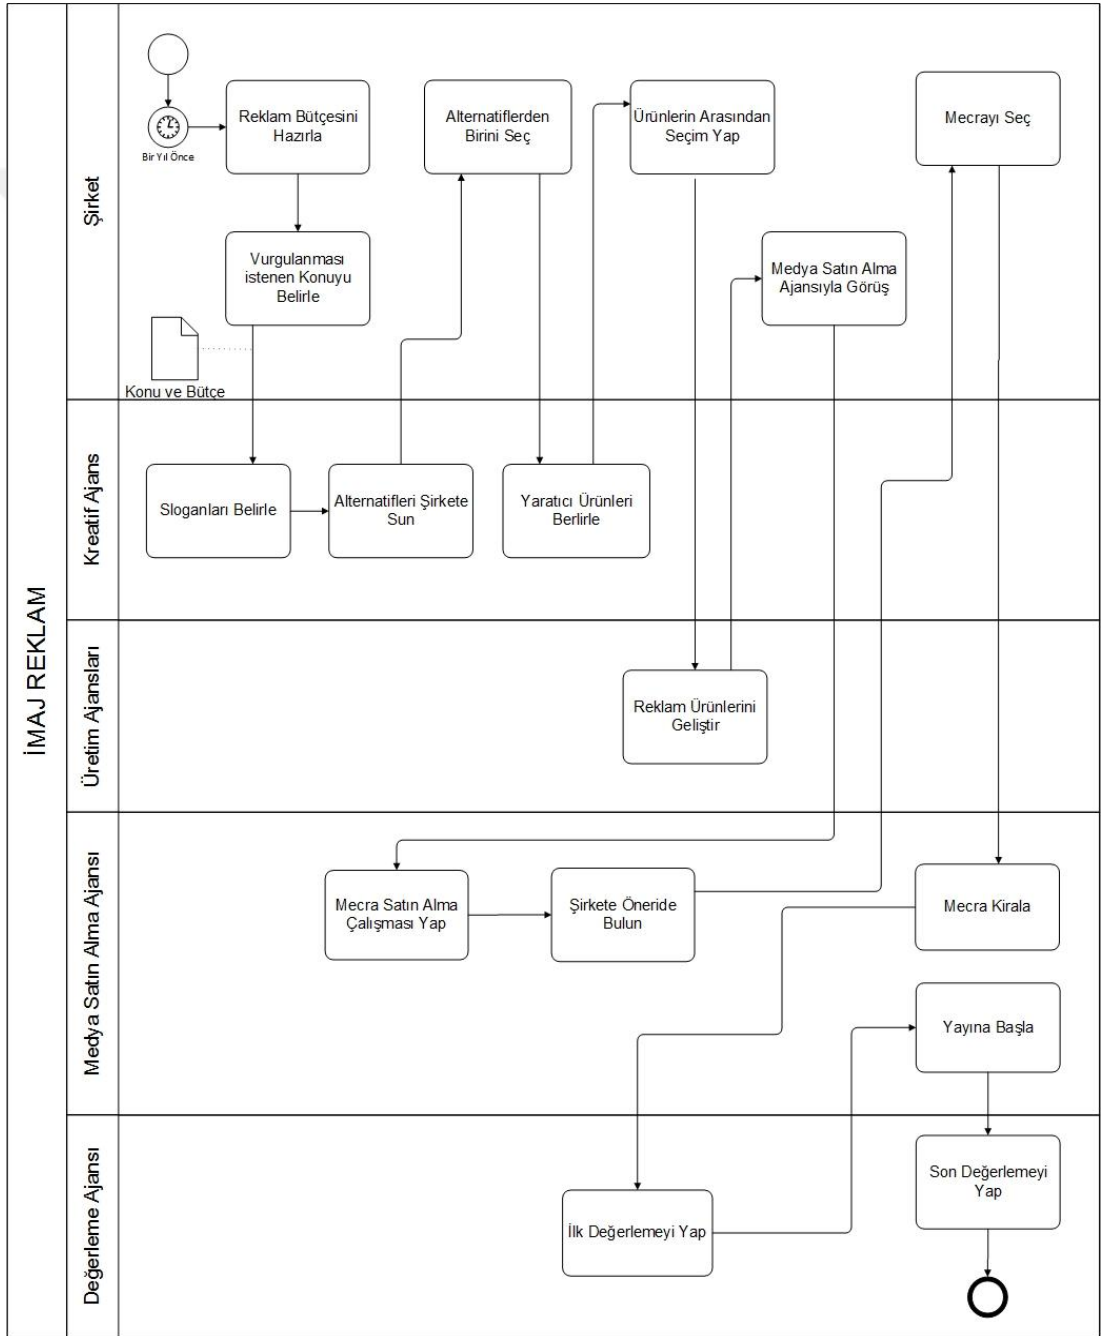 İMAJ REKLAM
Şirket
Bir Yıl Önce
Reklam Bütçesini
Hazırla
Vurgulanması
istenen Konuyu
Belirle
Konu ve Bütçe
Alternatiflerden
Birini Seç
Ürünlerin Arasından
Seçim Yap
Medya Satın Alma
Ajansıyla Görüş
Mecrayı Seç
Kreatif Ajans
Sloganları Belirle
Alternatifleri Şirkete
Sun
Yaratıcı Ürünleri
Berlirle
Üretim Ajansları
Reklam Ürünlerini
Geliştir
Medya Satın Alma Ajansı
Mecra Satın Alma
Çalışması Yap
Şirkete Öneride
Bulun
Mecra Kirala
Yayına Başla
Değerleme Ajansı
İlk Değerlemeyi Yap
Son Değerlemeyi
Yap